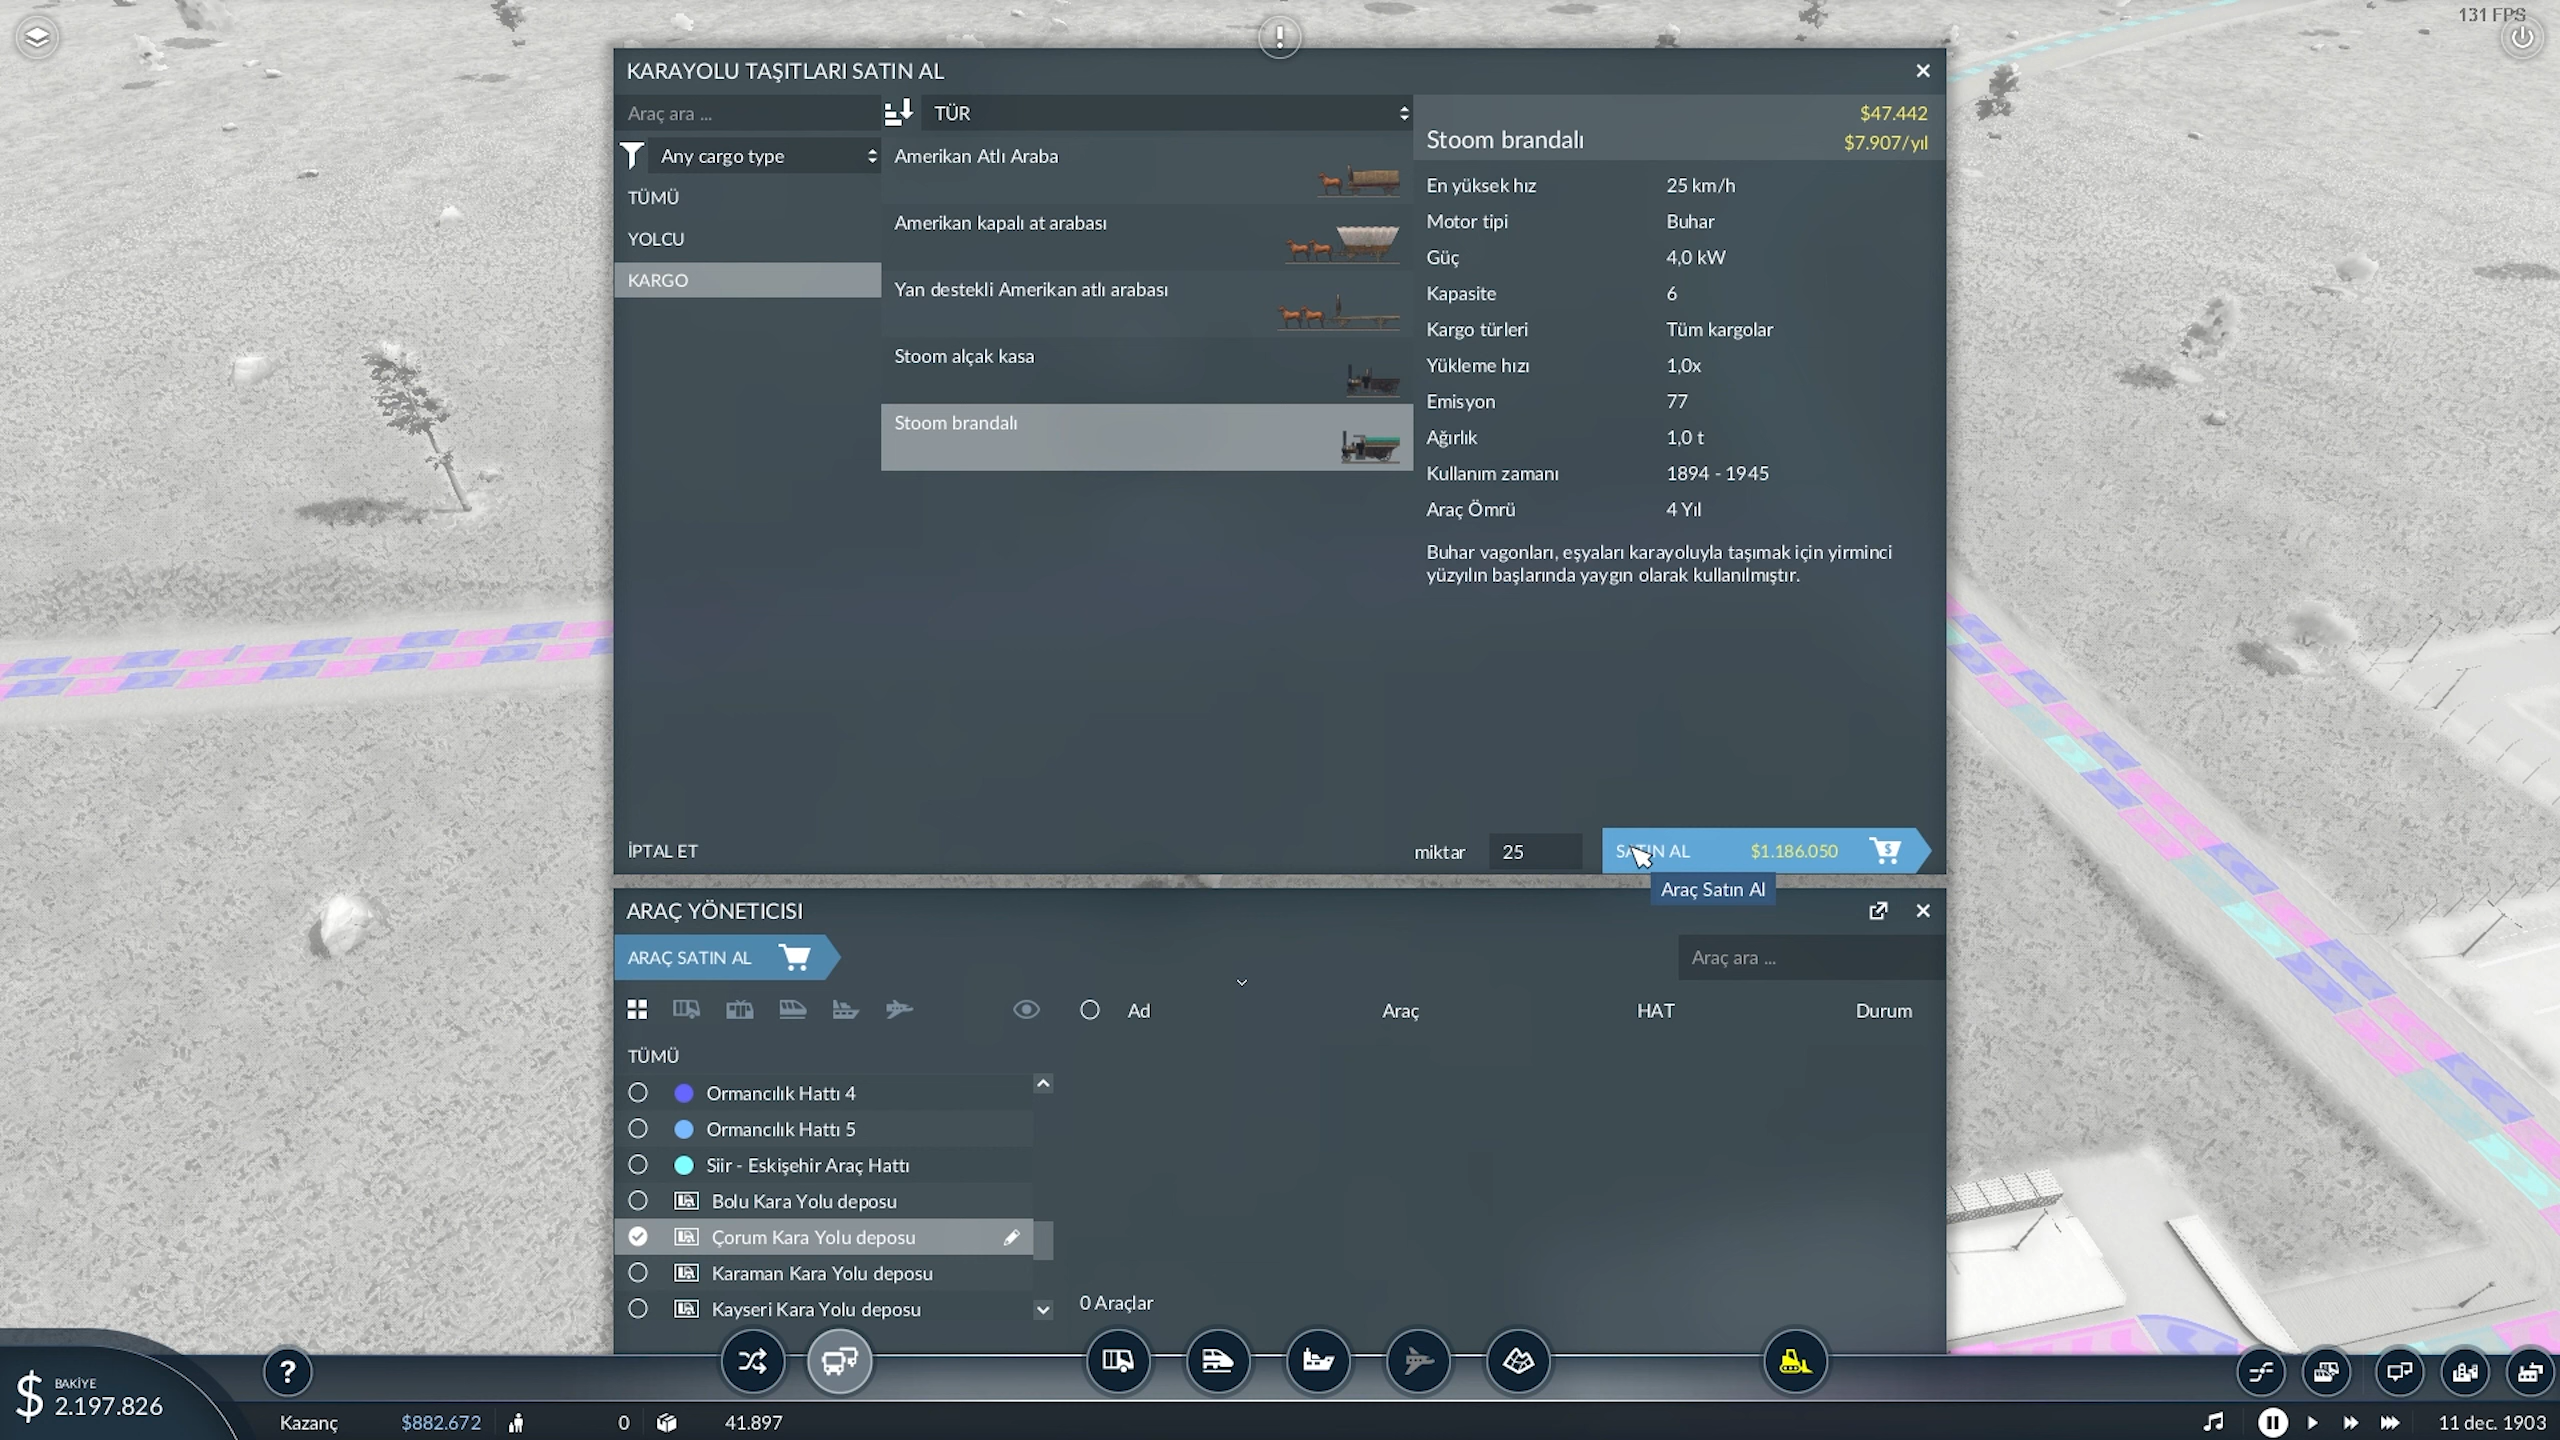 131 FPS
KARAYOLU TAŞITLARI SATIN AL
Araç ara ...
TÜR
Any cargo type
TÜMÜ
YOLCU
KARGO
Amerikan Atlı Araba
Amerikan kapalı at arabası
Yan destekli Amerikan atlı arabası
Stoom alçak kasa
Stoom brandalı
$47.442
Stoom brandalı
$7.907/yıl
En yüksek hız 25 km/h
Motor tipi Buhar
Güç 4,0 kW
Kapasite 6
Kargo türleri Tüm kargolar
Yükleme hızı 1,0x
Emisyon 77
Ağırlık 1,0 t
Kullanım zamanı 1894 - 1945
Araç Ömrü 4 Yıl
Buhar vagonları, eşyaları karayoluyla taşımak için yirminci
yüzyılın başlarında yaygın olarak kullanılmıştır.
İPTAL ET
miktar 25
SATIN AL $1.186.050
Araç Satın Al
ARAÇ YÖNETICISI
ARAÇ SATIN AL
Araç ara ...
Ad Araç HAT Durum
TÜMÜ
Ormancılık Hattı 4
Ormancılık Hattı 5
Siir - Eskişehir Araç Hattı
Bolu Kara Yolu deposu
Çorum Kara Yolu deposu
Karaman Kara Yolu deposu
Kayseri Kara Yolu deposu
0 Araçlar
BAKİYE
2.197.826
Kazanç $882.672 0 41.897
11 dec. 1903